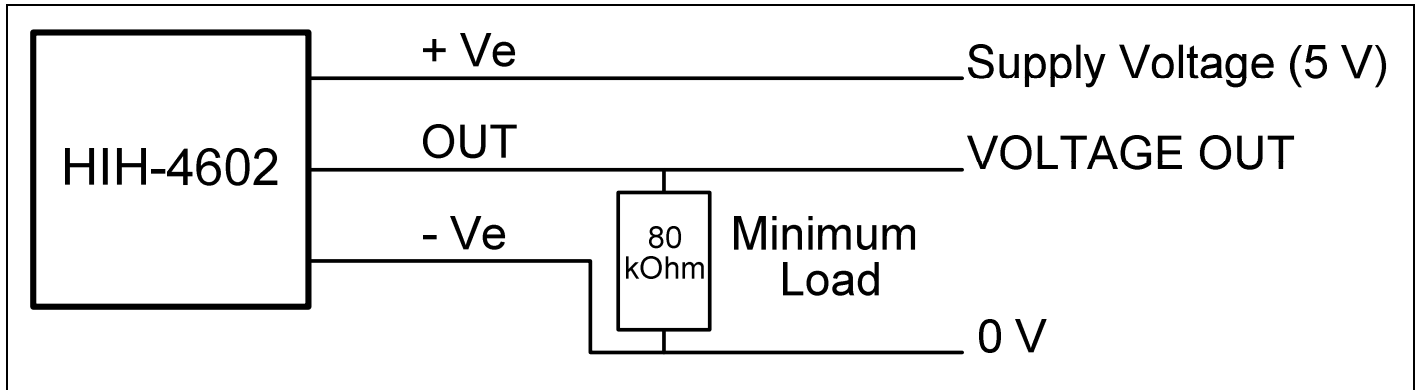 + Ve
Supply Voltage (5 V)
HIH-4602
OUT
VOLTAGE OUT
- Ve
80
kOhm
Minimum
Load
0 V